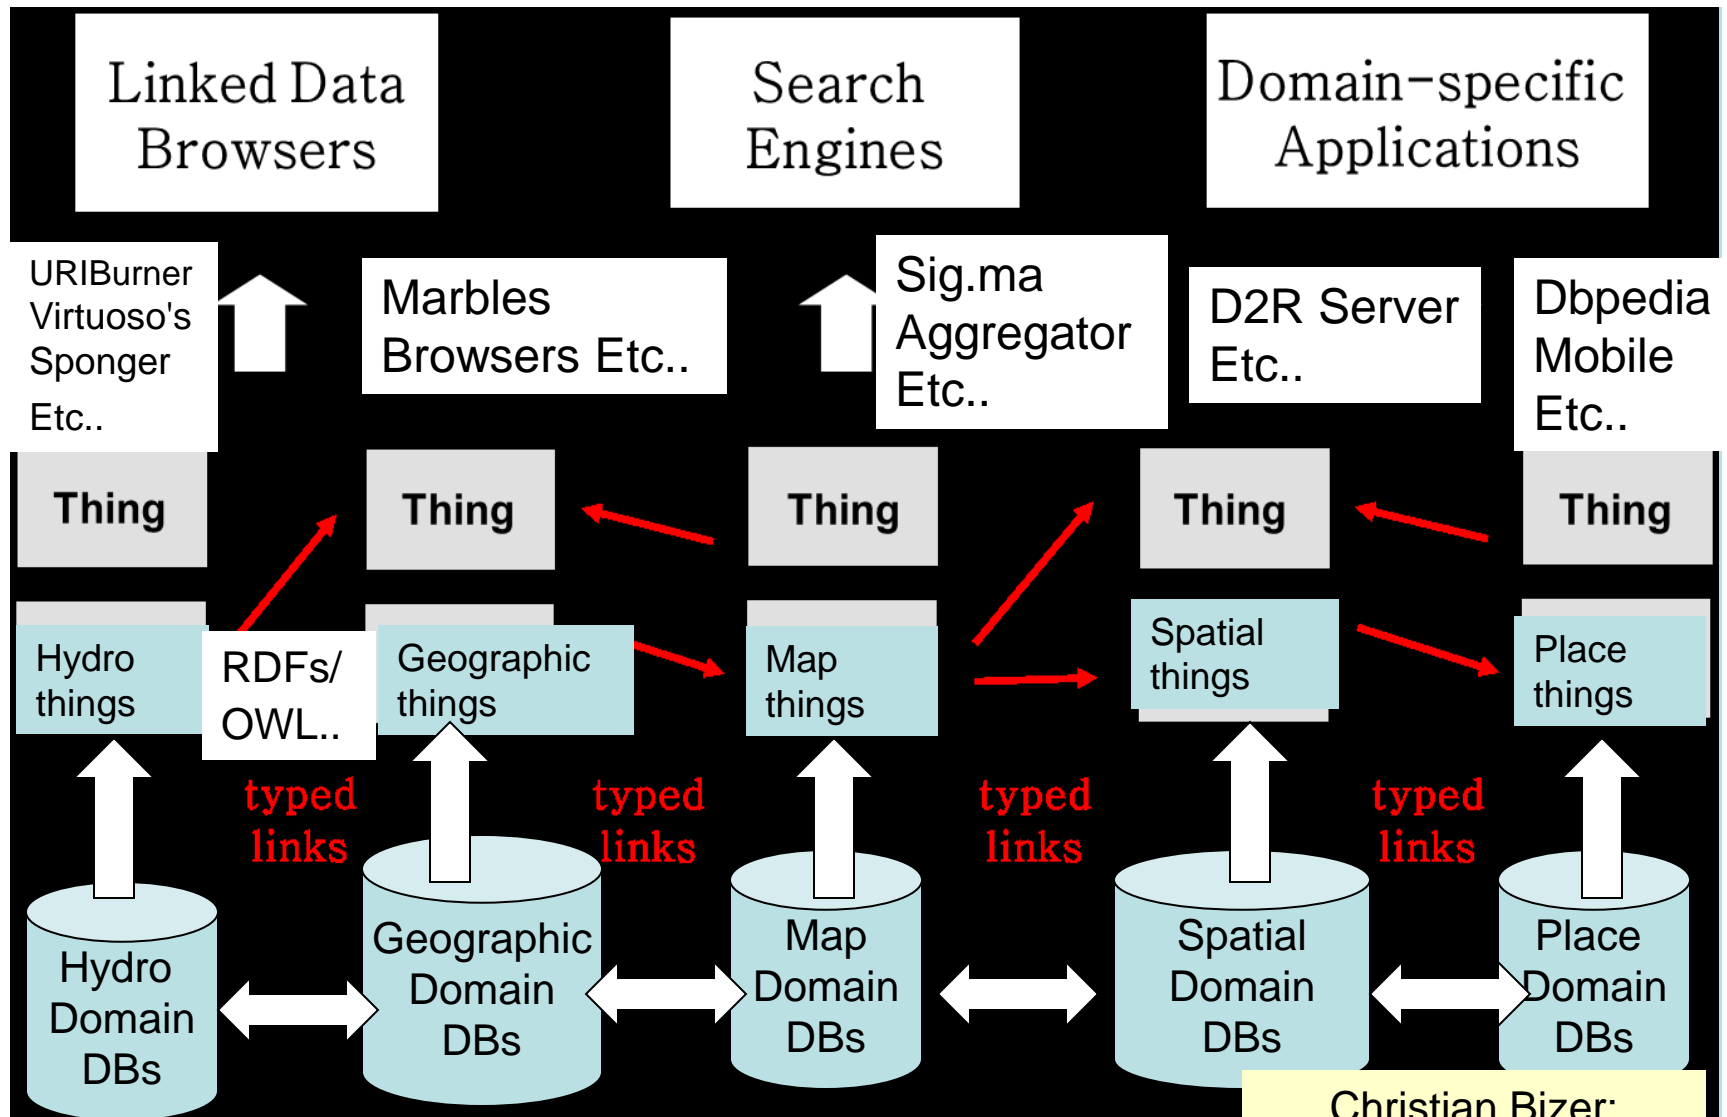 Linked Data
Browsers
Search
Engines
Domain-specific
Applications
URIBurner
Virtuoso's
Sponger
Etc..
Marbles
Browsers Etc..
Sig.ma
Aggregator
Etc..
D2R Server
Etc..
Dbpedia
Mobile
Etc..
Thing
Thing
Thing
Thing
Thing
Hydro
things
RDFs/
OWL..
Geographic
things
Map
things
Spatial
things
Place
things
typed
links
typed
links
typed
links
typed
links
Hydro
Domain
DBs
Geographic
Domain
DBs
Map
Domain
DBs
Spatial
Domain
DBs
Place
Domain
DBs
Christian Bizer: